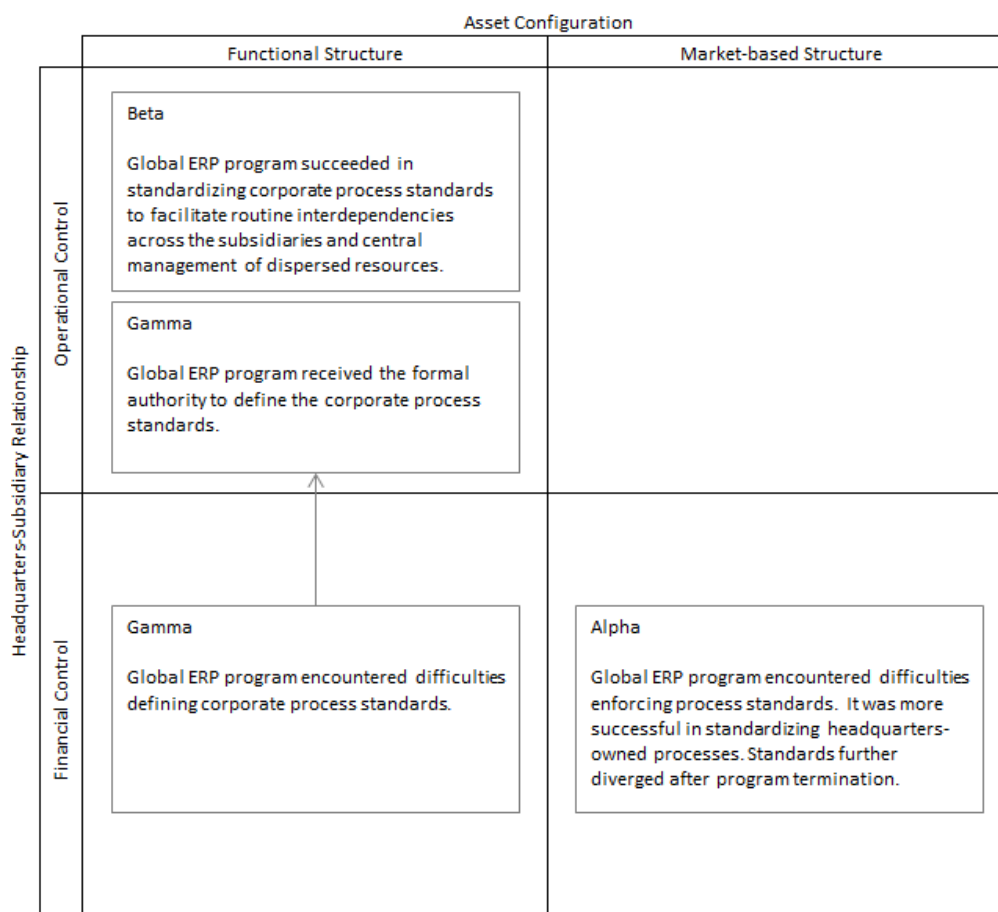 Asset Configuration
Functional Structure
Market-based Structure
Headquarters-Subsidiary Relationship
Operational Control
Beta
Global ERP program succeeded in
standardizing corporate process standards
to facilitate routine interdependencies
across the subsidiaries and central
management of dispersed resources.
Gamma
Global ERP program received the formal
authority to define the corporate process
standards.
Financial Control
Gamma
Global ERP program encountered difficulties
defining corporate process standards.
Alpha
Global ERP program encountered difficulties
enforcing process standards. It was more
successful in standardizing headquarters-
owned processes. Standards further
diverged after program termination.